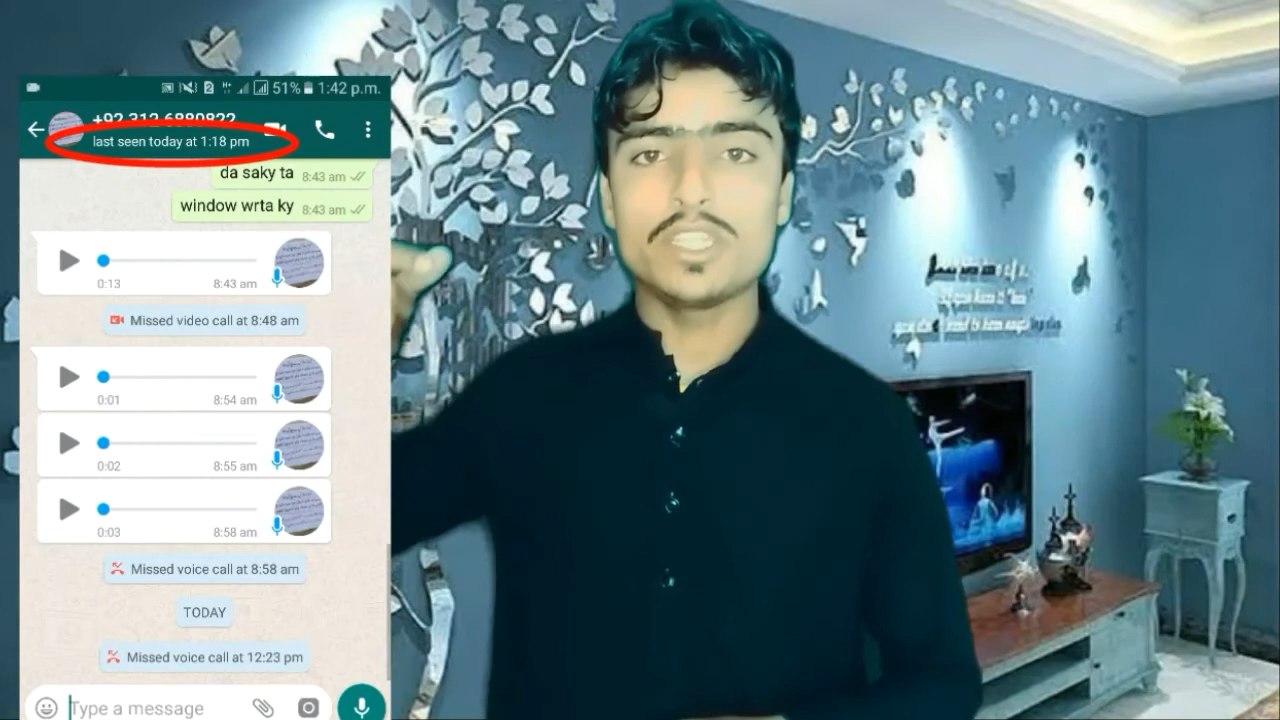 51% 1:42 p.m.
last seen today at 1:18 pm
da saky ta 8:43 am
window wrta ky 8:43 am
0:13 8:43 am
Missed video call at 8:48 am
0:01 8:54 am
0:02 8:55 am
0:03 8:58 am
Missed voice call at 8:58 am
TODAY
Missed voice call at 12:23 pm
Type a message